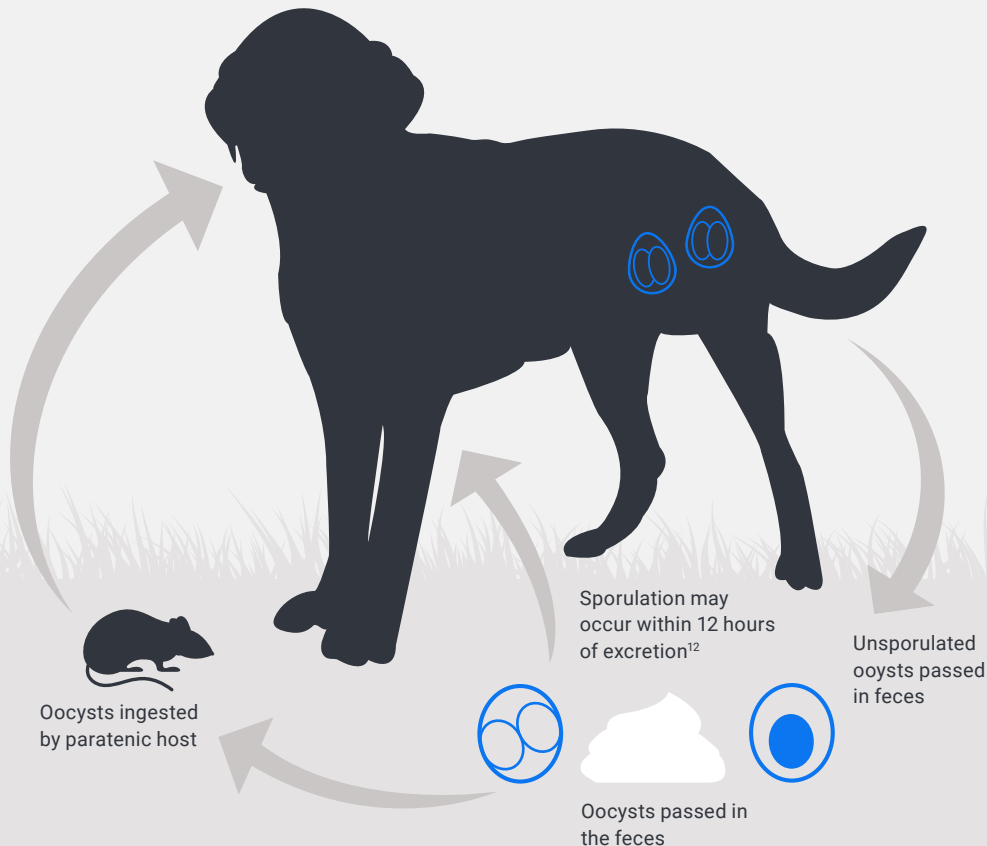 Sporulation may
occur within 12 hours
of excretion¹²
Unsporulated
ooysts passed
in feces
Oocysts ingested
by paratenic host
Oocysts passed in
the feces